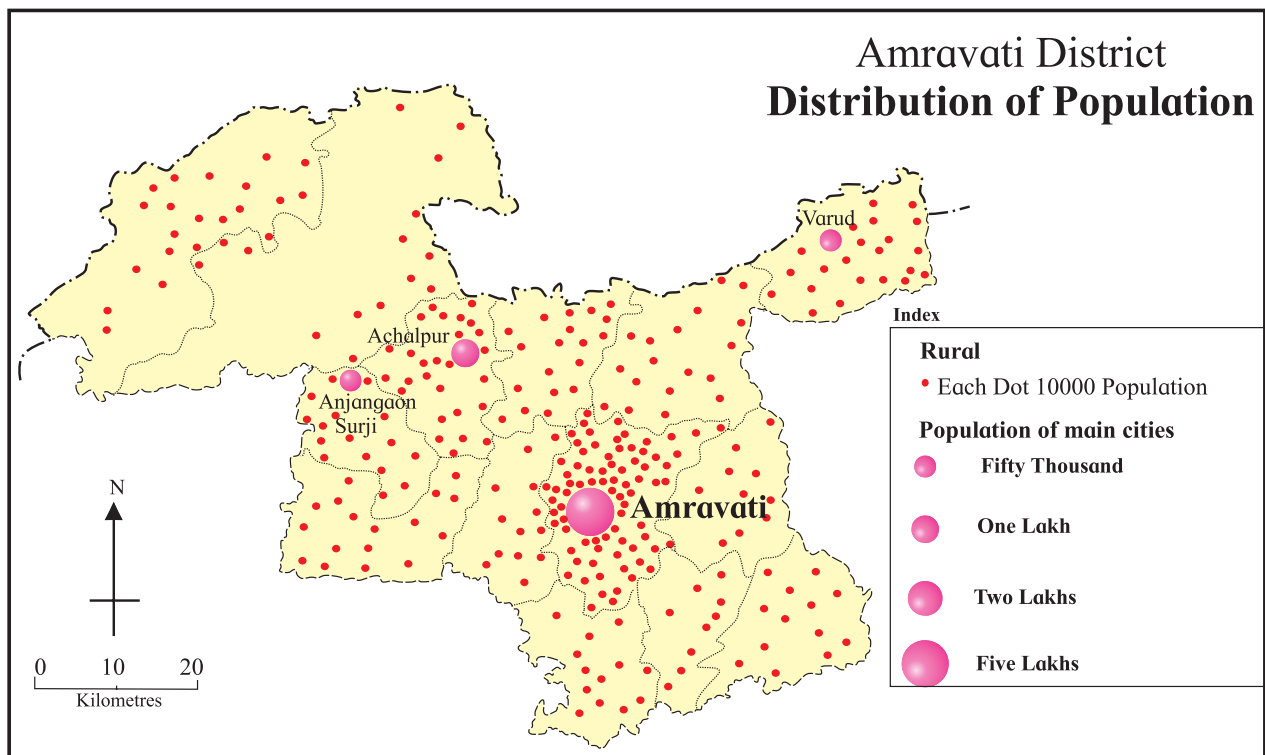 Amravati District
Distribution of Population
Varud
Achalpur
Anjangaon
Surji
Amravati
N
0 10 20
Kilometres
Index
Rural
Each Dot 10000 Population
Population of main cities
Fifty Thousand
One Lakh
Two Lakhs
Five Lakhs